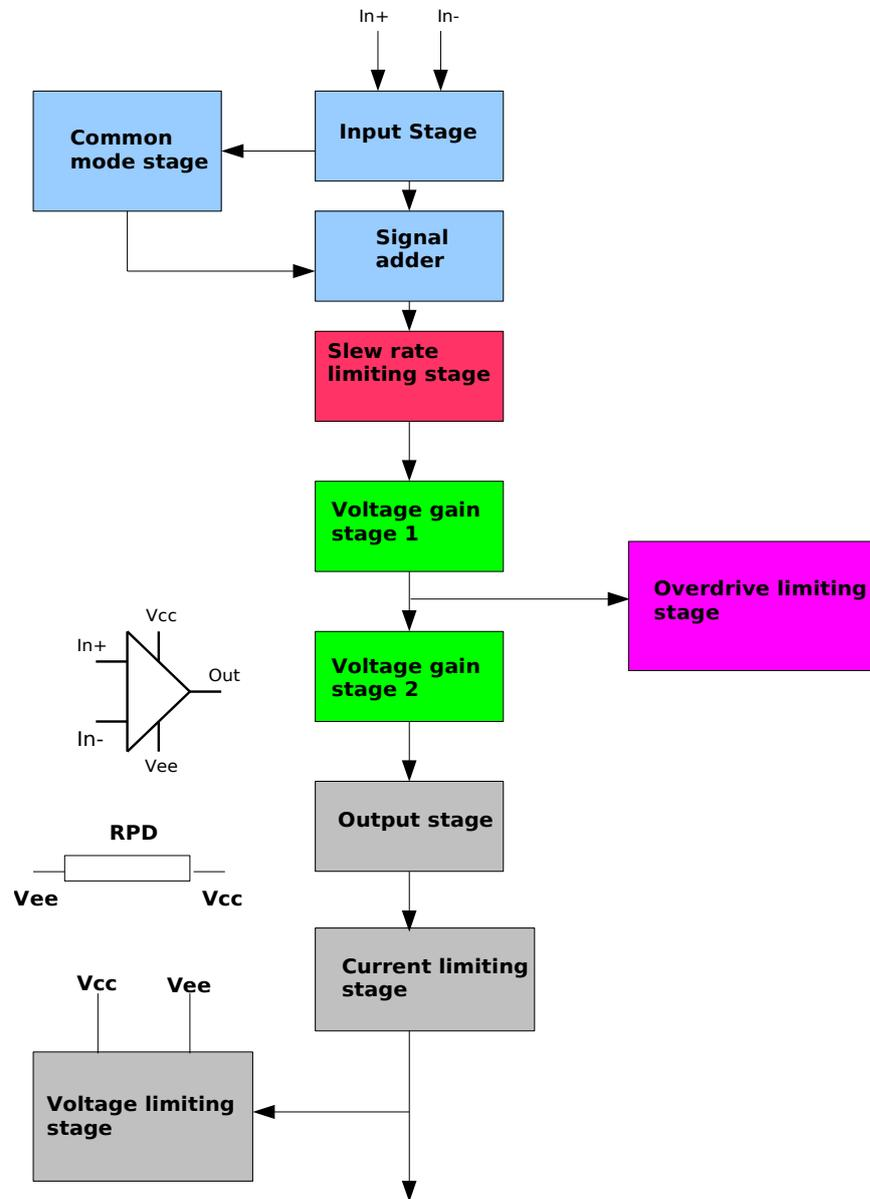 In+
In-
Common
mode stage
Input Stage
Signal
adder
Slew rate
limiting stage
Voltage gain
stage 1
Overdrive limiting
stage
Vcc
In+
Out
In-
Vee
Voltage gain
stage 2
Output stage
RPD
Vee
Vcc
Current limiting
stage
Vcc
Vee
Voltage limiting
stage